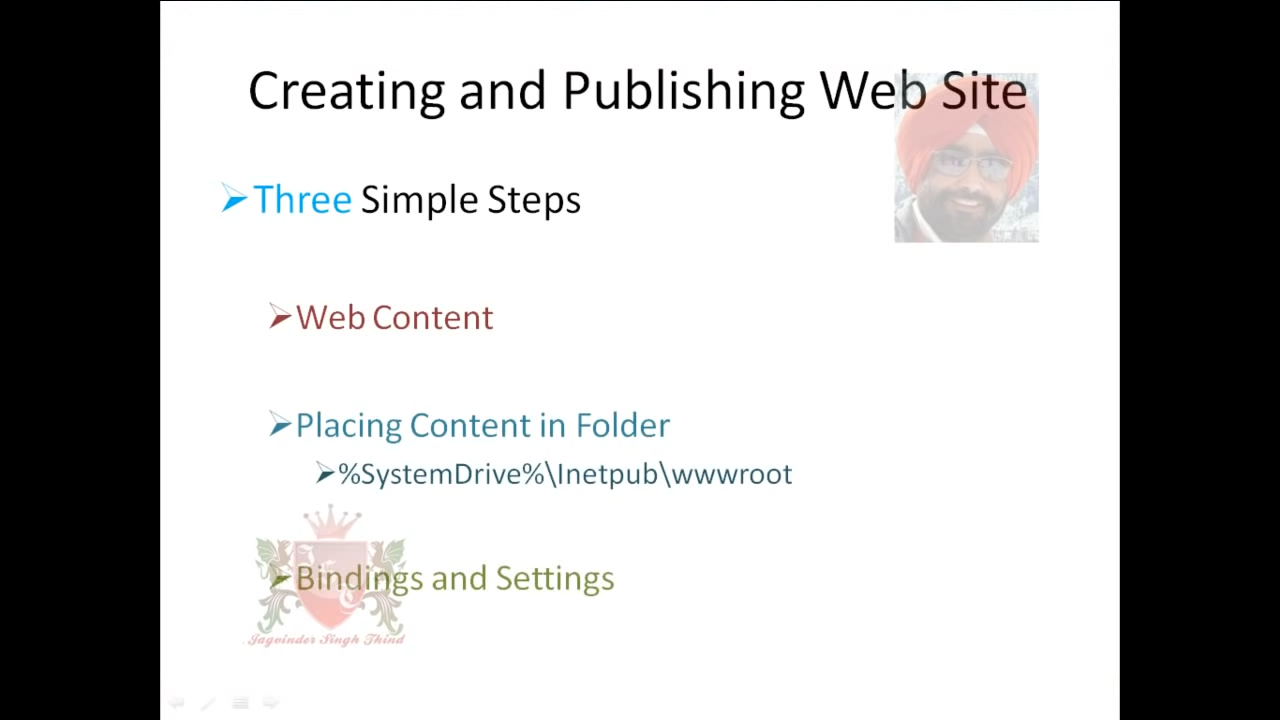 Creating and Publishing Web Site
Three Simple Steps
Web Content
Placing Content in Folder
%SystemDrive%\Inetpub\wwwroot
Bindings and Settings
Jagvinder Singh Thind